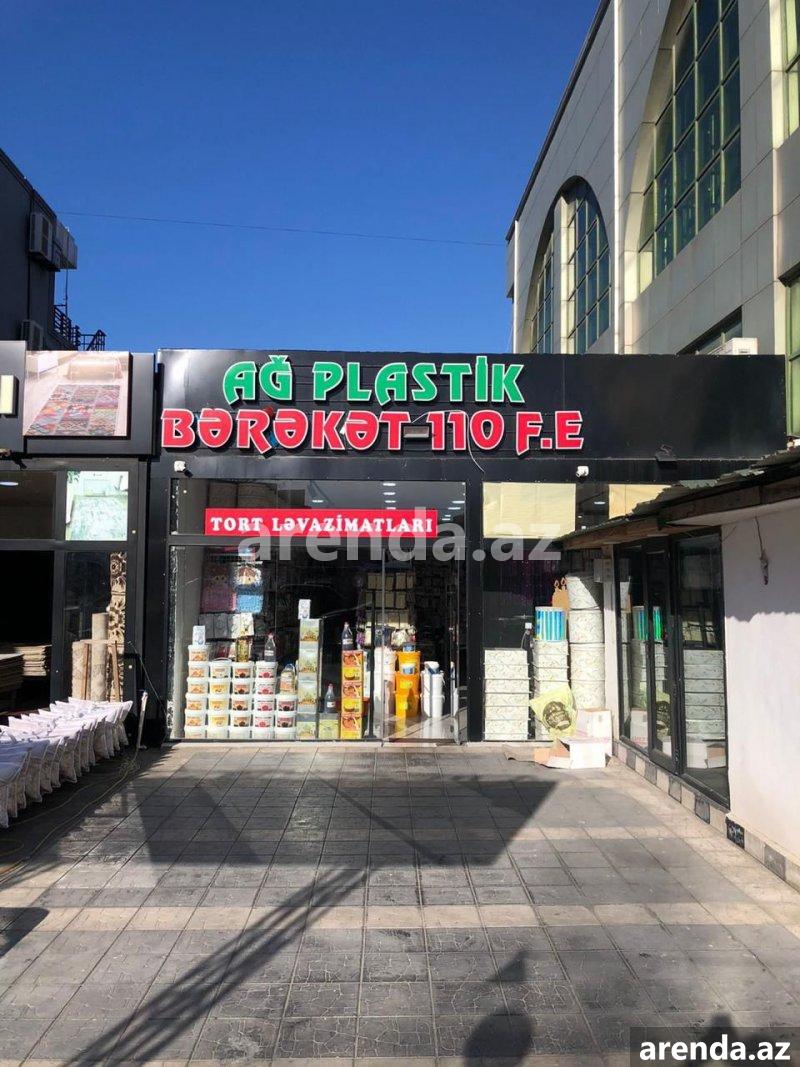 AĞ PLASTİK
BƏRƏKƏT 110 F.E
TORT LƏVAZİMATLARI
arenda.az
arenda.az